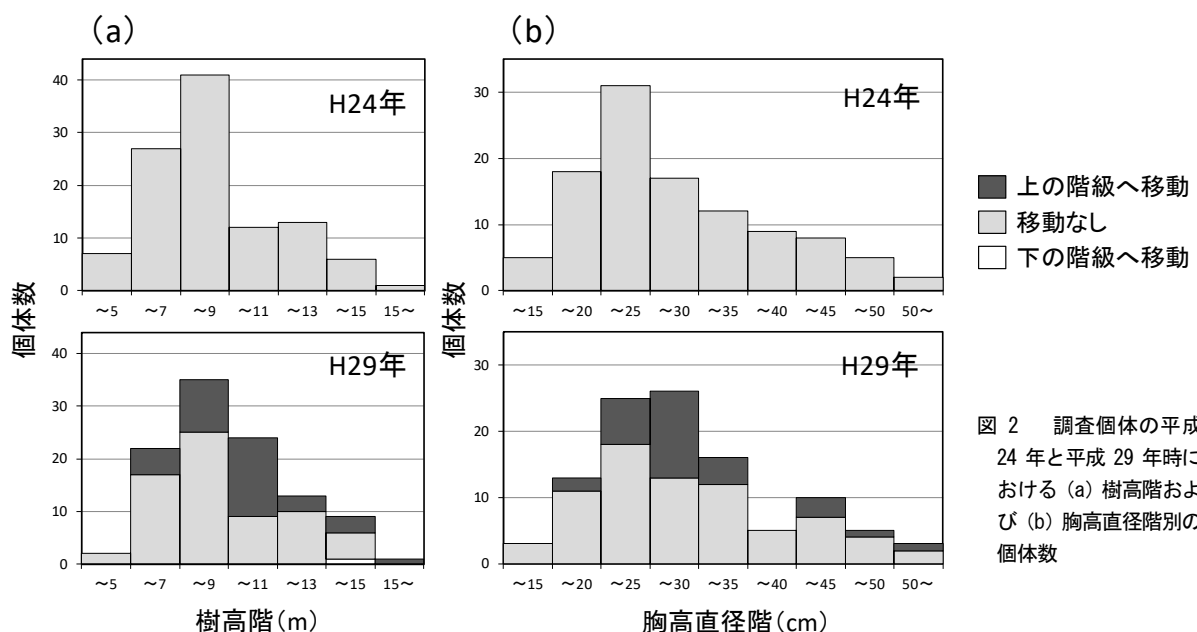 (a)
40
30
20
10
0
H24年
~5 ~7 ~9 ~11 ~13 ~15 15~
40
30
20
10
0
H29年
~5 ~7 ~9 ~11 ~13 ~15 15~
樹高階(m)
個体数
(b)
30
20
10
0
H24年
~15 ~20 ~25 ~30 ~35 ~40 ~45 ~50 50~
30
20
10
0
H29年
~15 ~20 ~25 ~30 ~35 ~40 ~45 ~50 50~
胸高直径階(cm)
個体数
上の階級へ移動
移動なし
下の階級へ移動
図 2 調査個体の平成
24 年と平成 29 年時に
おける (a) 樹高階およ
び (b) 胸高直径階別の
個体数